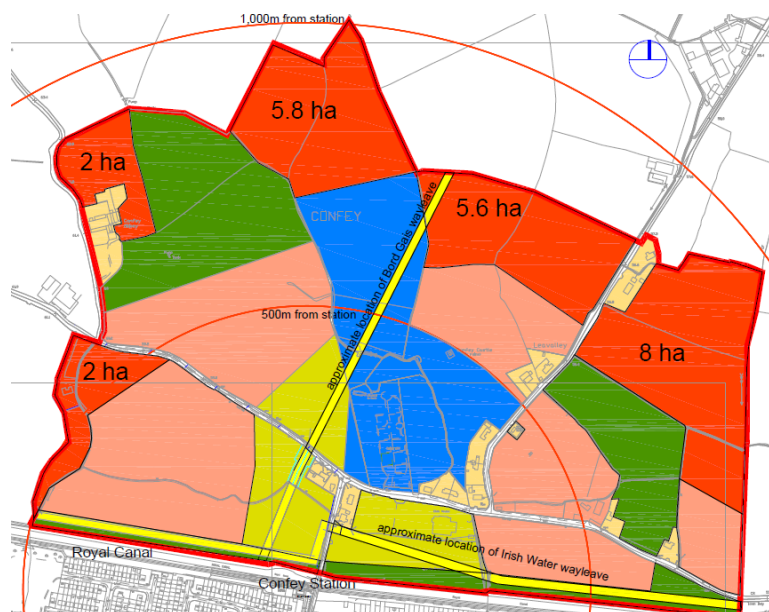 1,000m from station
5.8 ha
2 ha
CONFEY
5.6 ha
approximate location of Bord Gais wayleave
500m from station
8 ha
2 ha
approximate location of Irish Water wayleave
Royal Canal
Confey Station